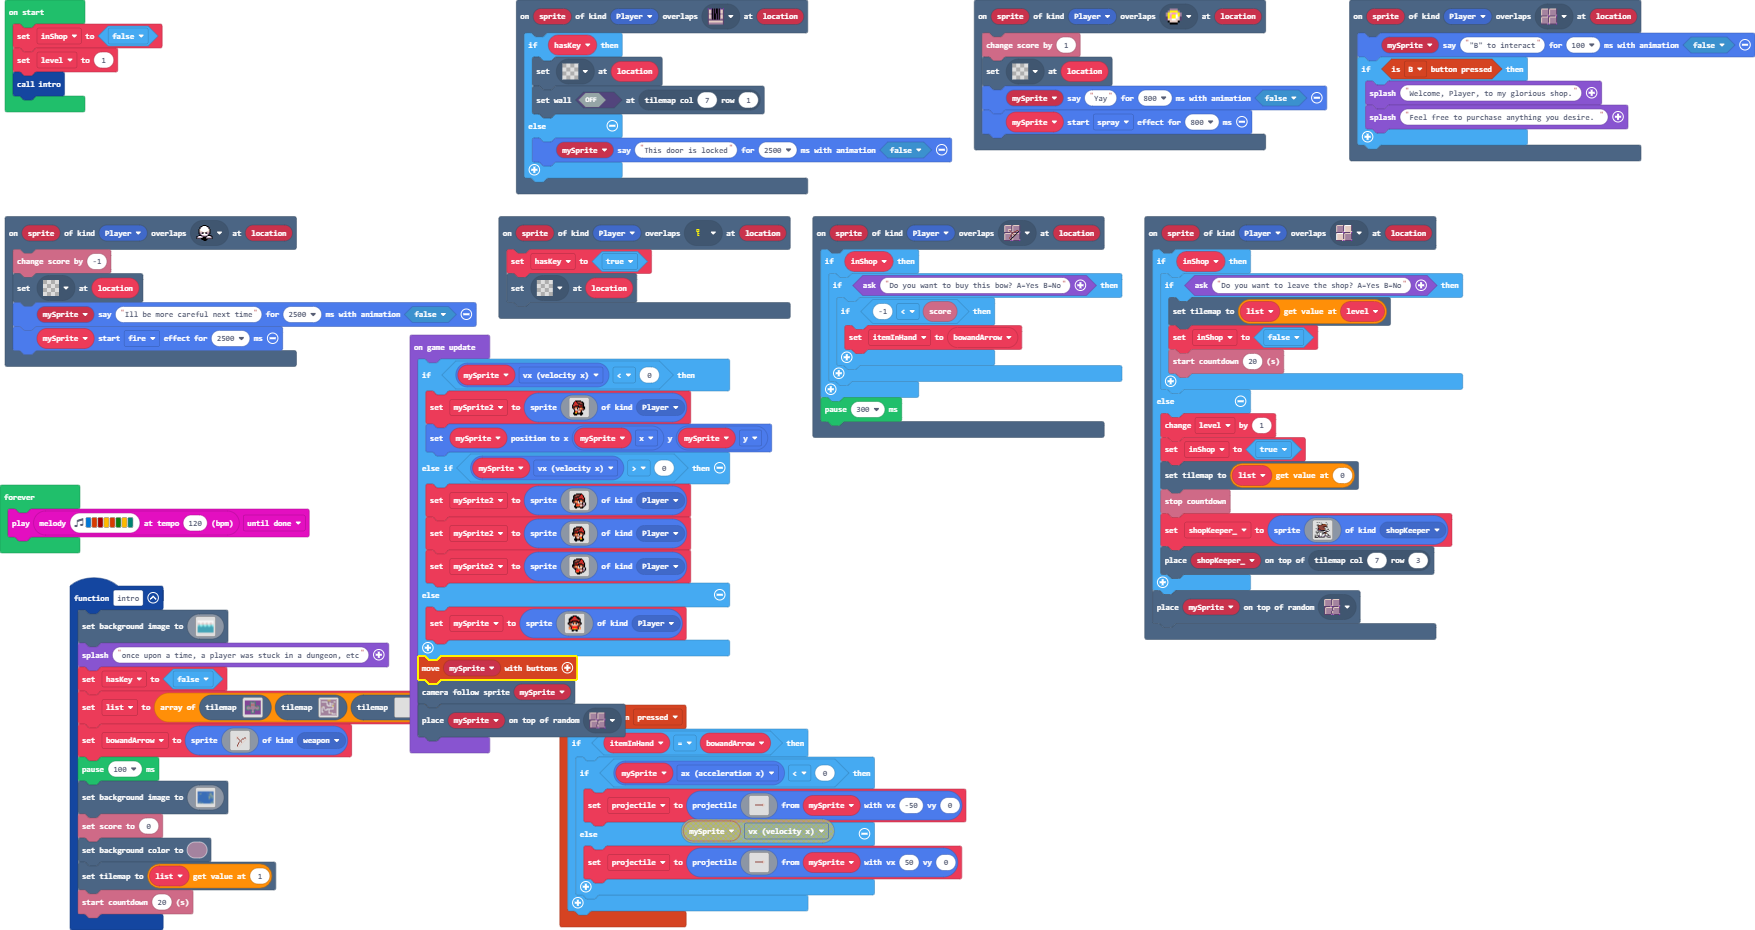 on start
set inShop to false
set level to 1
call intro
on sprite of kind Player overlaps at location
if hasKey then
set at location
set wall OFF at tilemap col 7 row 1
else
mySprite say "This door is locked" for 2500 ms with animation false
on sprite of kind Player overlaps at location
change score by 1
set at location
mySprite say "Yay" for 800 ms with animation false
mySprite start spray effect for 800 ms
on sprite of kind Player overlaps at location
mySprite say ""B" to interact" for 100 ms with animation false
if is B button pressed then
splash "Welcome, Player, to my glorious shop."
splash "Feel free to purchase anything you desire. "
on sprite of kind Player overlaps at location
change score by -1
set at location
mySprite say "Ill be more careful next time" for 2500 ms with animation false
mySprite start fire effect for 2500 ms
on sprite of kind Player overlaps at location
set hasKey to true
set at location
on sprite of kind Player overlaps at location
if inShop then
if ask "Do you want to buy this bow? A=Yes B=No" then
if -1 < score then
set itemInHand to bowandArrow
pause 300 ms
on sprite of kind Player overlaps at location
if inShop then
if ask "Do you want to leave the shop? A=Yes B=No" then
set tilemap to list get value at level
set inShop to false
start countdown 20 (s)
else
change level by 1
set inShop to true
set tilemap to list get value at 0
stop countdown
set shopKeeper_ to sprite of kind shopKeeper
place shopKeeper_ on top of tilemap col 7 row 3
place mySprite on top of random
on game update
if mySprite vx (velocity x) < 0 then
set mySprite2 to sprite of kind Player
set mySprite position to x mySprite x y mySprite y
else if mySprite vx (velocity x) > 0 then
set mySprite2 to sprite of kind Player
set mySprite2 to sprite of kind Player
set mySprite2 to sprite of kind Player
else
set mySprite to sprite of kind Player
move mySprite with buttons
camera follow sprite mySprite
place mySprite on top of random
forever
play melody at tempo 120 (bpm) until done
function intro
set background image to
splash "once upon a time, a player was stuck in a dungeon, etc"
set hasKey to false
set list to array of tilemap tilemap tilemap
set bowandArrow to sprite of kind weapon
pause 100 ms
set background image to
set score to 0
set background color to
set tilemap to list get value at 1
start countdown 20 (s)
pressed
if itemInHand = bowandArrow then
if mySprite ax (acceleration x) < 0 then
set projectile to projectile from mySprite with vx -50 vy 0
else
mySprite vx (velocity x)
set projectile to projectile from mySprite with vx 50 vy 0